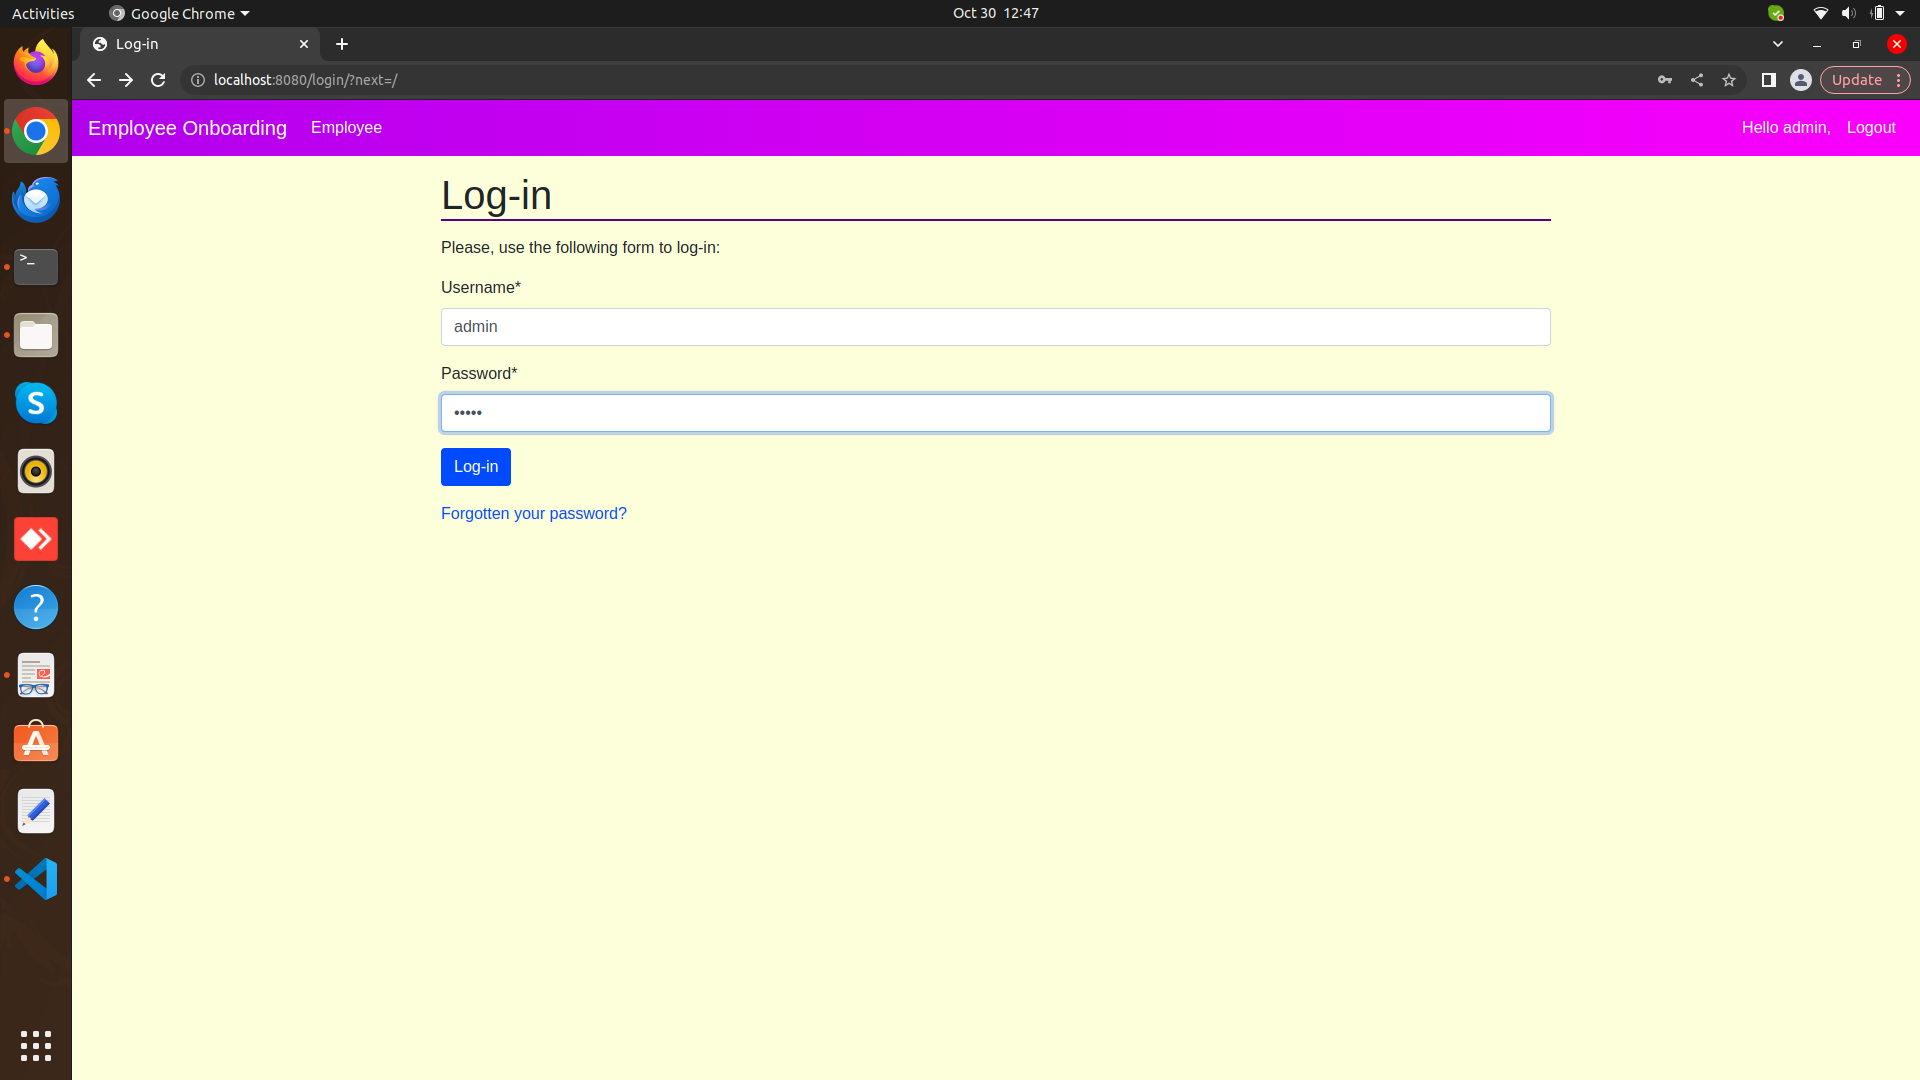 Activities Google Chrome Oct 30 12:47
Log-in
localhost:8080/login/?next=/ Update
Employee Onboarding Employee Hello admin, Logout
Log-in
Please, use the following form to log-in:
Username*
admin
Password*
•••••
Log-in
Forgotten your password?